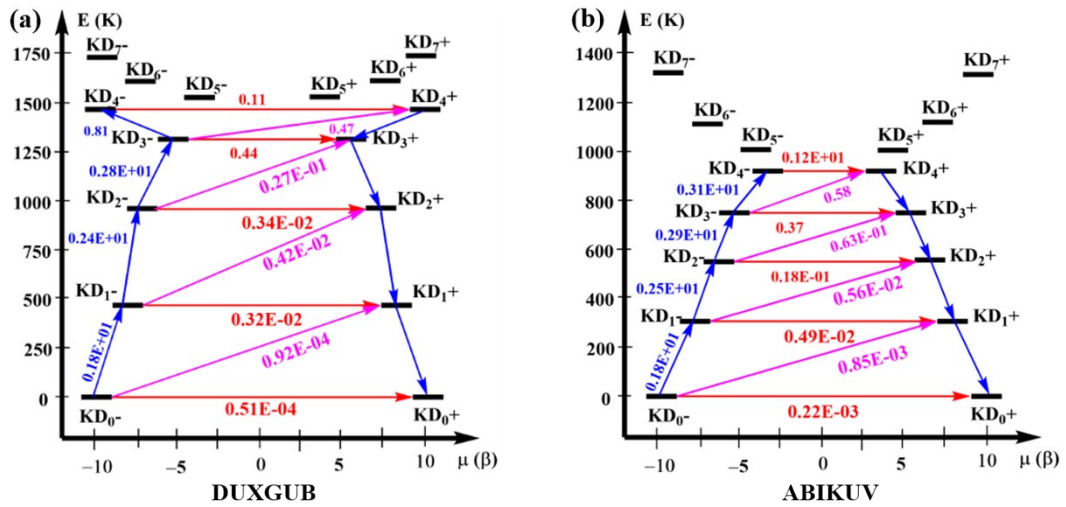 (a)
E (K)
KD7-
KD7+
1750
KD6-
KD6+
KD5-
KD5+
1500
KD4-
0.11
KD4+
0.81
KD3-
0.44
0.47
KD3+
0.28E+01
0.27E-01
1000
KD2-
0.34E-02
KD2+
0.24E+01
750
0.42E-02
500
KD1-
0.32E-02
KD1+
250
0.18E+01
0.92E-04
0
0.51E-04
KD0-
KD0+
−10
−5
0
5
10
μ (β)
DUXGUB
(b)
E (K)
1400
KD7-
KD7+
1200
KD6-
KD6+
1000
KD5-
KD5+
KD4-
0.12E+01
KD4+
0.31E+01
0.58
800
KD3-
0.37
KD3+
0.29E+01
0.63E-01
600
KD2-
0.18E-01
KD2+
0.25E+01
0.56E-02
400
KD1-
0.49E-02
KD1+
200
0.18E+01
0.85E-03
0
0.22E-03
KD0-
KD0+
−10
−5
0
5
10
μ (β)
ABIKUV